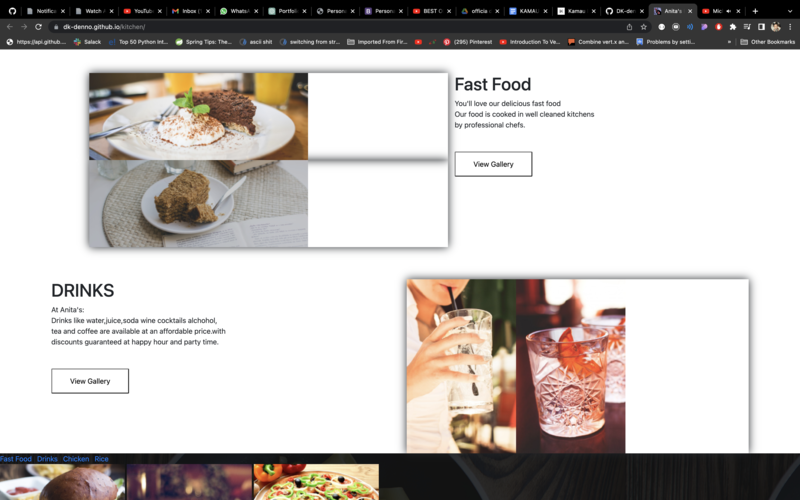 Notifica
Watch /
YouTub
Inbox (
WhatsA
Portfoli
Persona
Persona
BEST C
officia
KAMAU
Kamau
DK-der
Anita's
Mic
dk-denno.github.io/kitchen/
https://api.github....
Salack
Top 50 Python Int...
Spring Tips: The...
ascii shit
switching from str...
Imported From Fir...
(295) Pinterest
Introduction To Ve...
Combine vert.x an...
Problems by setti...
»
Other Bookmarks
Fast Food
You'll love our delicious fast food
Our food is cooked in well cleaned kitchens
by professional chefs.
View Gallery
DRINKS
At Anita's:
Drinks like water,juice,soda wine cocktails alchohol,
tea and coffee are available at an affordable price.with
discounts guaranteed at happy hour and party time.
View Gallery
Fast Food Drinks Chicken Rice